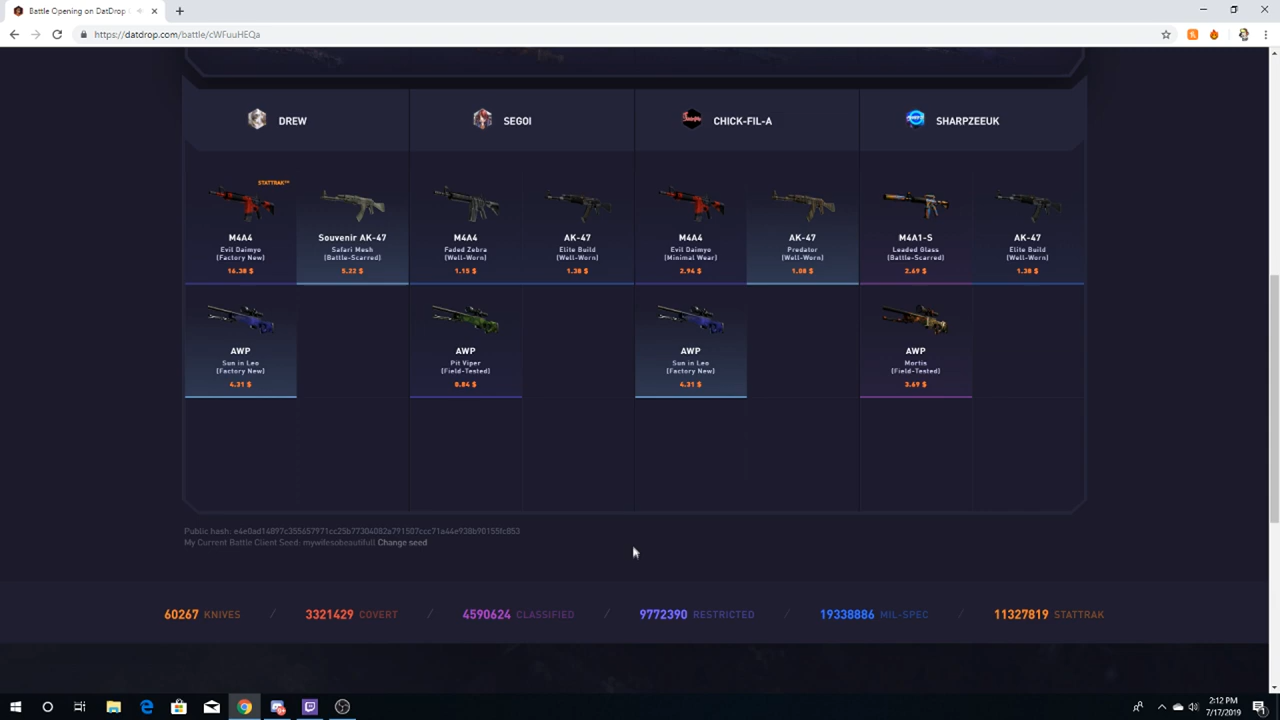 Battle Opening on DatDrop
https://datdrop.com/battle/cWFuuHEQa
DREW
SEGOI
CHICK-FIL-A
SHARPZEEUK
STATTRAK™
M4A4
Evil Daimyo
(Factory New)
16.38 $
Souvenir AK-47
Safari Mesh
(Battle-Scarred)
5.22 $
M4A4
Faded Zebra
(Well-Worn)
1.15 $
AK-47
Elite Build
(Well-Worn)
1.38 $
M4A4
Evil Daimyo
(Minimal Wear)
2.94 $
AK-47
Predator
(Well-Worn)
1.08 $
M4A1-S
Loaded Glass
(Battle-Scarred)
2.69 $
AK-47
Elite Build
(Well-Worn)
1.38 $
AWP
Sun in Leo
(Factory New)
4.31 $
AWP
Pit Viper
(Field-Tested)
0.84 $
AWP
Sun in Leo
(Factory New)
4.31 $
AWP
Mortis
(Field-Tested)
3.69 $
Public hash:
My Current Battle Client Seed: mywifesobeautifull Change seed
60267 KNIVES / 3321429 COVERT / 4590624 CLASSIFIED / 9772390 RESTRICTED / 19338886 MIL-SPEC / 11327819 STATTRAK
2:12 PM
7/17/2019